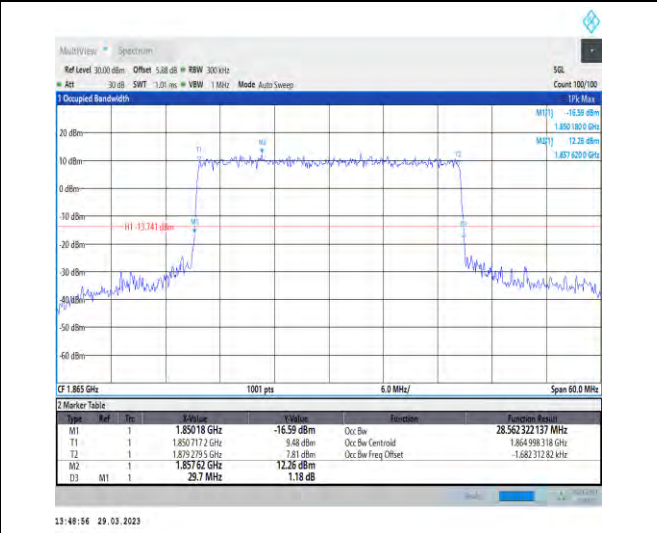 MultiView Spectrum
Ref Level 30.00 dBm Offset 5.88 dB RBW 300 kHz SGL
Att 30 dB SWT 1.01 ms VBW 1 MHz Mode Auto Sweep Count 100/100
1 Occupied Bandwidth 1Pk Max
M1[1] -16.59 dBm
1.850 180 0 GHz
M2[1] 12.26 dBm
1.857 620 0 GHz
20 dBm
T1 M2 T2
10 dBm
0 dBm
-10 dBm
H1 -13.741 dBm M1
-20 dBm
-30 dBm
-40 dBm
-50 dBm
-60 dBm
CF 1.865 GHz 1001 pts 6.0 MHz/ Span 60.0 MHz
2 Marker Table
Type Ref Trc X-Value Y-Value Function Function Result
M1 1 1.85018 GHz -16.59 dBm Occ Bw 28.562 322 137 MHz
T1 1 1.850 717 2 GHz 9.48 dBm Occ Bw Centroid 1.864 998 318 GHz
T2 1 1.879 279 5 GHz 7.81 dBm Occ Bw Freq Offset -1.682 312 82 kHz
M2 1 1.85762 GHz 12.26 dBm
D3 M1 1 29.7 MHz 1.18 dB
13:48:56 29.03.2023